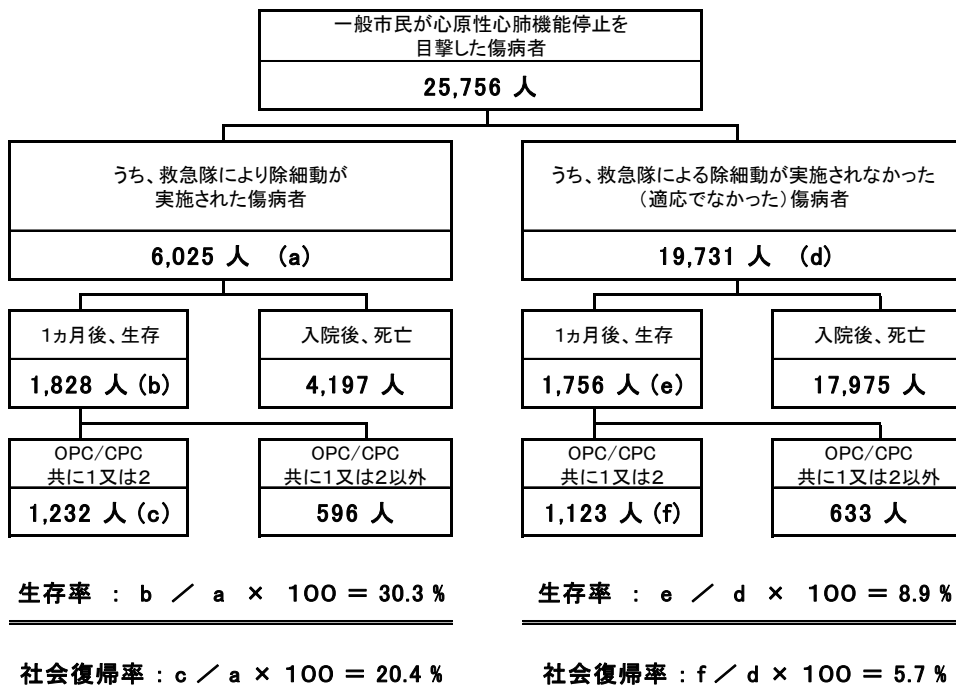 一般市民が心原性心肺機能停止を
目撃した傷病者
25,756 人
うち、救急隊により除細動が
実施された傷病者
6,025 人 (a)
うち、救急隊による除細動が実施されなかった
(適応でなかった)傷病者
19,731 人 (d)
1ヵ月後、生存
1,828 人 (b)
入院後、死亡
4,197 人
1ヵ月後、生存
1,756 人 (e)
入院後、死亡
17,975 人
OPC/CPC
共に1又は2
1,232 人 (c)
OPC/CPC
共に1又は2以外
596 人
OPC/CPC
共に1又は2
1,123 人 (f)
OPC/CPC
共に1又は2以外
633 人
生存率 : b / a × 100 = 30.3 %
生存率 : e / d × 100 = 8.9 %
社会復帰率 : c / a × 100 = 20.4 %
社会復帰率 : f / d × 100 = 5.7 %